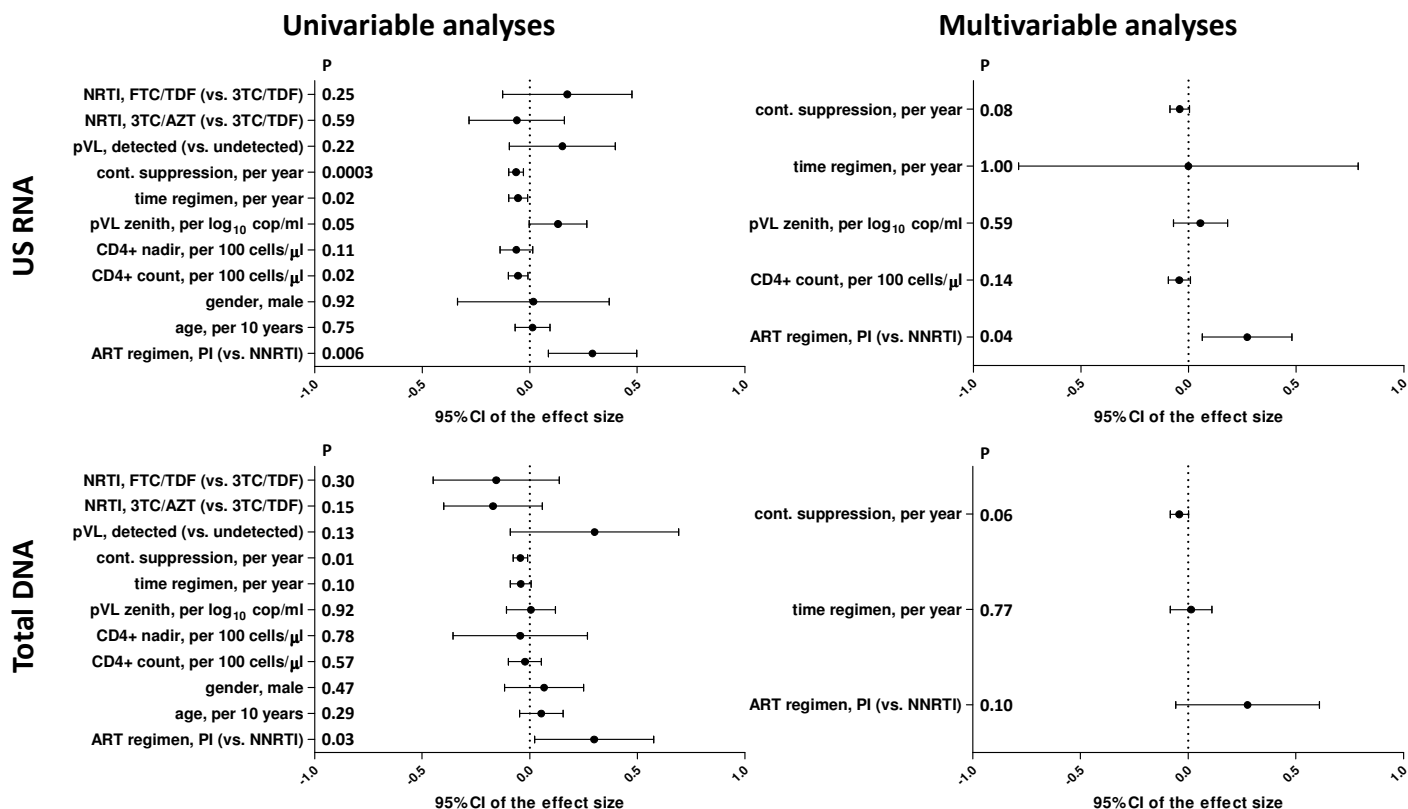 Univariable analyses
Multivariable analyses
US RNA
P
NRTI, FTC/TDF (vs. 3TC/TDF) 0.25
NRTI, 3TC/AZT (vs. 3TC/TDF) 0.59
pVL, detected (vs. undetected) 0.22
cont. suppression, per year 0.0003
time regimen, per year 0.02
pVL zenith, per log10 cop/ml 0.05
CD4+ nadir, per 100 cells/μl 0.11
CD4+ count, per 100 cells/μl 0.02
gender, male 0.92
age, per 10 years 0.75
ART regimen, PI (vs. NNRTI) 0.006
-1.0 -0.5 0.0 0.5 1.0
95%CI of the effect size
P
cont. suppression, per year 0.08
time regimen, per year 1.00
pVL zenith, per log10 cop/ml 0.59
CD4+ count, per 100 cells/μl 0.14
ART regimen, PI (vs. NNRTI) 0.04
-1.0 -0.5 0.0 0.5 1.0
95%CI of the effect size
Total DNA
P
NRTI, FTC/TDF (vs. 3TC/TDF) 0.30
NRTI, 3TC/AZT (vs. 3TC/TDF) 0.15
pVL, detected (vs. undetected) 0.13
cont. suppression, per year 0.01
time regimen, per year 0.10
pVL zenith, per log10 cop/ml 0.92
CD4+ nadir, per 100 cells/μl 0.78
CD4+ count, per 100 cells/μl 0.57
gender, male 0.47
age, per 10 years 0.29
ART regimen, PI (vs. NNRTI) 0.03
-1.0 -0.5 0.0 0.5 1.0
95%CI of the effect size
P
cont. suppression, per year 0.06
time regimen, per year 0.77
ART regimen, PI (vs. NNRTI) 0.10
-1.0 -0.5 0.0 0.5 1.0
95%CI of the effect size